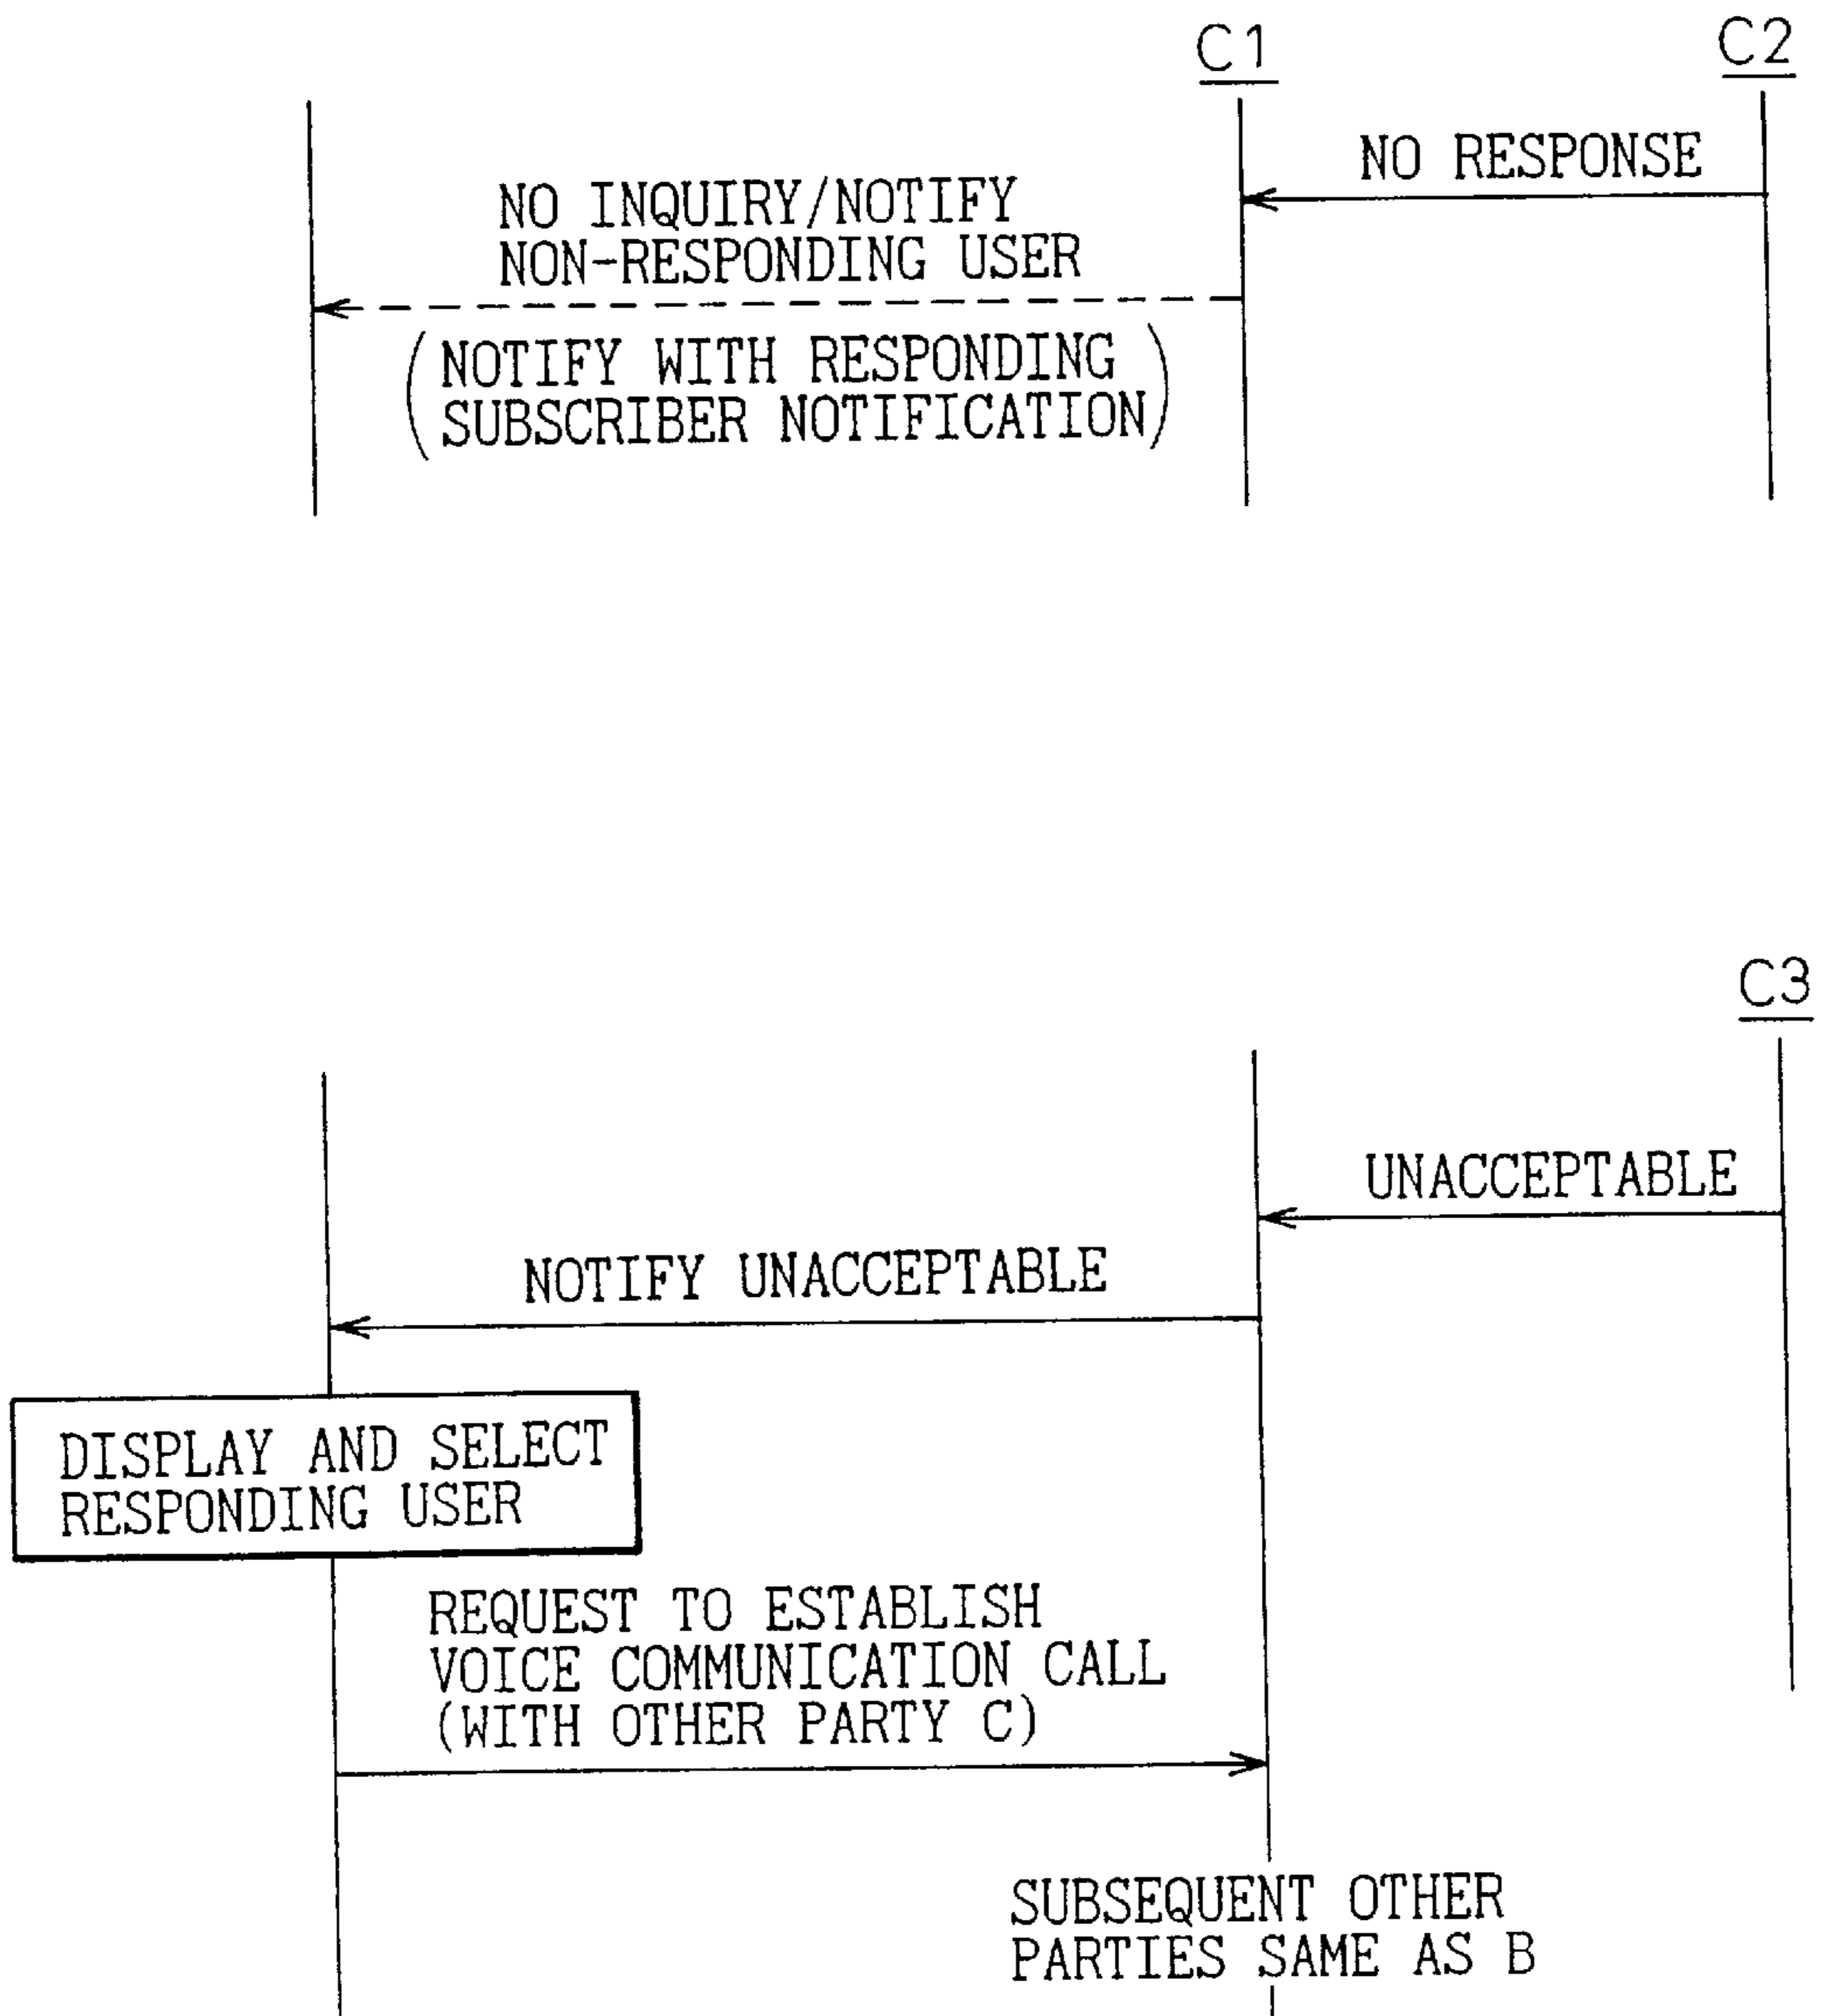 C1
C2
NO RESPONSE
NO INQUIRY/NOTIFY
NON-RESPONDING USER
(NOTIFY WITH RESPONDING
SUBSCRIBER NOTIFICATION)
C3
UNACCEPTABLE
NOTIFY UNACCEPTABLE
DISPLAY AND SELECT
RESPONDING USER
REQUEST TO ESTABLISH
VOICE COMMUNICATION CALL
(WITH OTHER PARTY C)
SUBSEQUENT OTHER
PARTIES SAME AS B